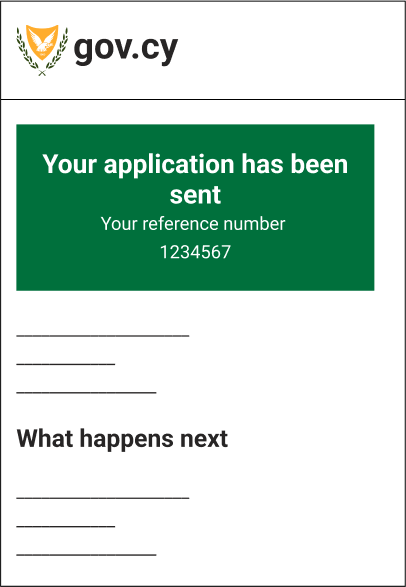 gov.cy
Your application has been
sent
Your reference number
1234567
What happens next